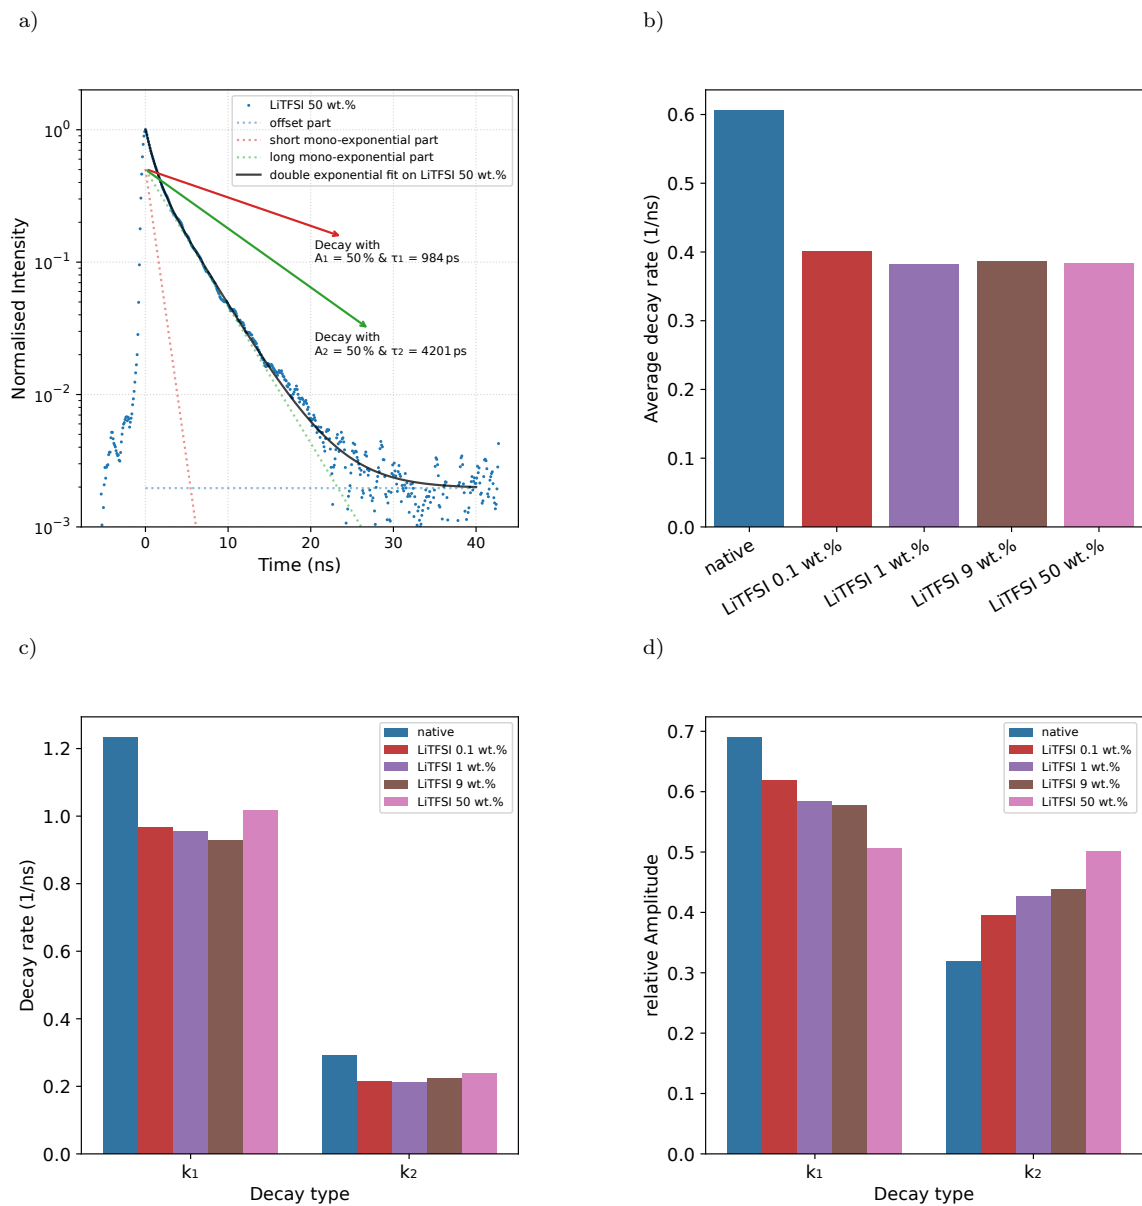 a)
10⁰
10⁻¹
10⁻²
10⁻³
Normalised Intensity
LiTFSI 50 wt.%
offset part
short mono-exponential part
long mono-exponential part
double exponential fit on LiTFSI 50 wt.%
Decay with
A₁ = 50 % & τ₁ = 984 ps
Decay with
A₂ = 50 % & τ₂ = 4201 ps
0 10 20 30 40
Time (ns)
b)
0.6
0.5
0.4
0.3
0.2
0.1
0.0
Average decay rate (1/ns)
native
LiTFSI 0.1 wt.%
LiTFSI 1 wt.%
LiTFSI 9 wt.%
LiTFSI 50 wt.%
c)
1.2
1.0
0.8
0.6
0.4
0.2
0.0
Decay rate (1/ns)
native
LiTFSI 0.1 wt.%
LiTFSI 1 wt.%
LiTFSI 9 wt.%
LiTFSI 50 wt.%
k₁ k₂
Decay type
d)
0.7
0.6
0.5
0.4
0.3
0.2
0.1
0.0
relative Amplitude
native
LiTFSI 0.1 wt.%
LiTFSI 1 wt.%
LiTFSI 9 wt.%
LiTFSI 50 wt.%
k₁ k₂
Decay type